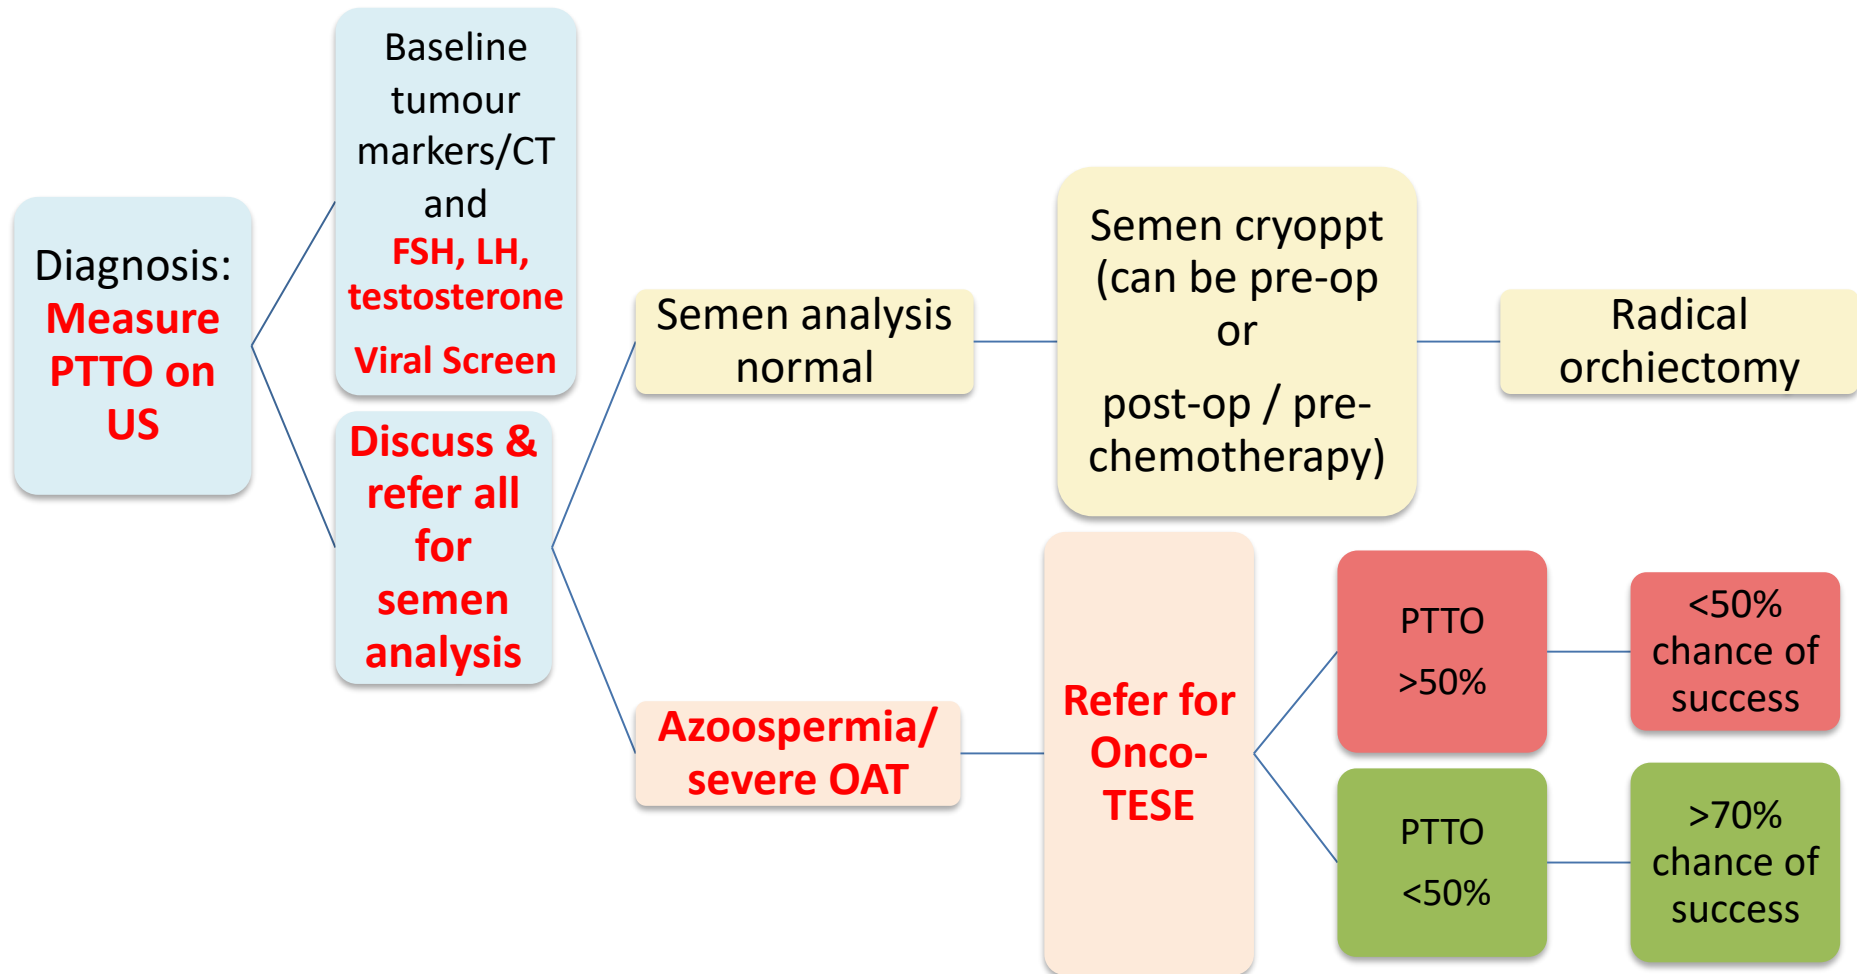 Diagnosis:
Measure
PTTO on
US
Baseline
tumour
markers/CT
and
FSH, LH,
testosterone
Viral Screen
Discuss &
refer all
for
semen
analysis
Semen analysis
normal
Semen cryoppt
(can be pre-op
or
post-op / pre-
chemotherapy)
Radical
orchiectomy
Azoospermia/
severe OAT
Refer for
Onco-
TESE
PTTO
>50%
<50%
chance of
success
PTTO
<50%
>70%
chance of
success